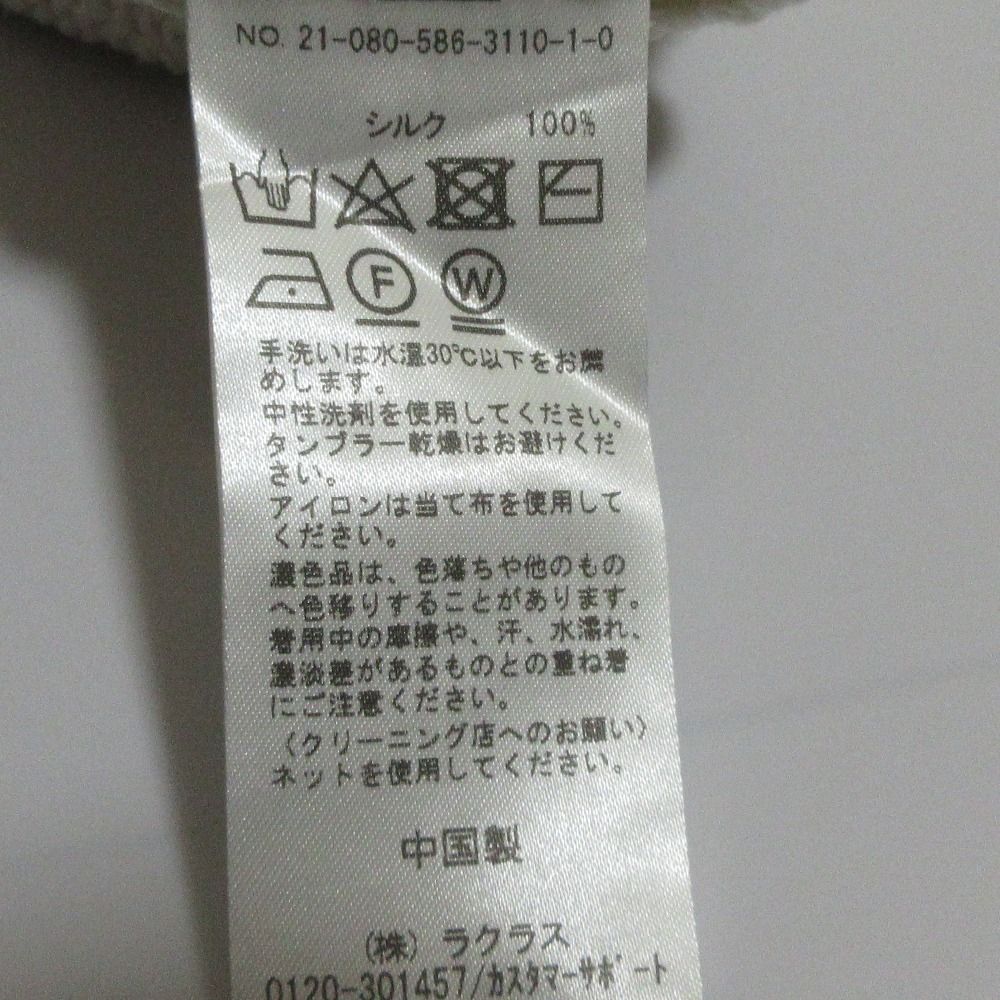 NO. 21-080-586-3110-1-0
シルク 100%
F W
手洗いは水温30℃以下をお薦
めします。
中性洗剤を使用してください。
タンブラー乾燥はお避けくだ
さい。
アイロンは当て布を使用して
ください。
濃色品は、色落ちや他のもの
へ色移りすることがあります。
着用中の摩擦や、汗、水濡れ、
濃淡差があるものとの重ね着
にご注意ください。
〈クリーニング店へのお願い〉
ネットを使用してください。
中国製
(株) ラクラス
0120-301457/カスタマーサポート